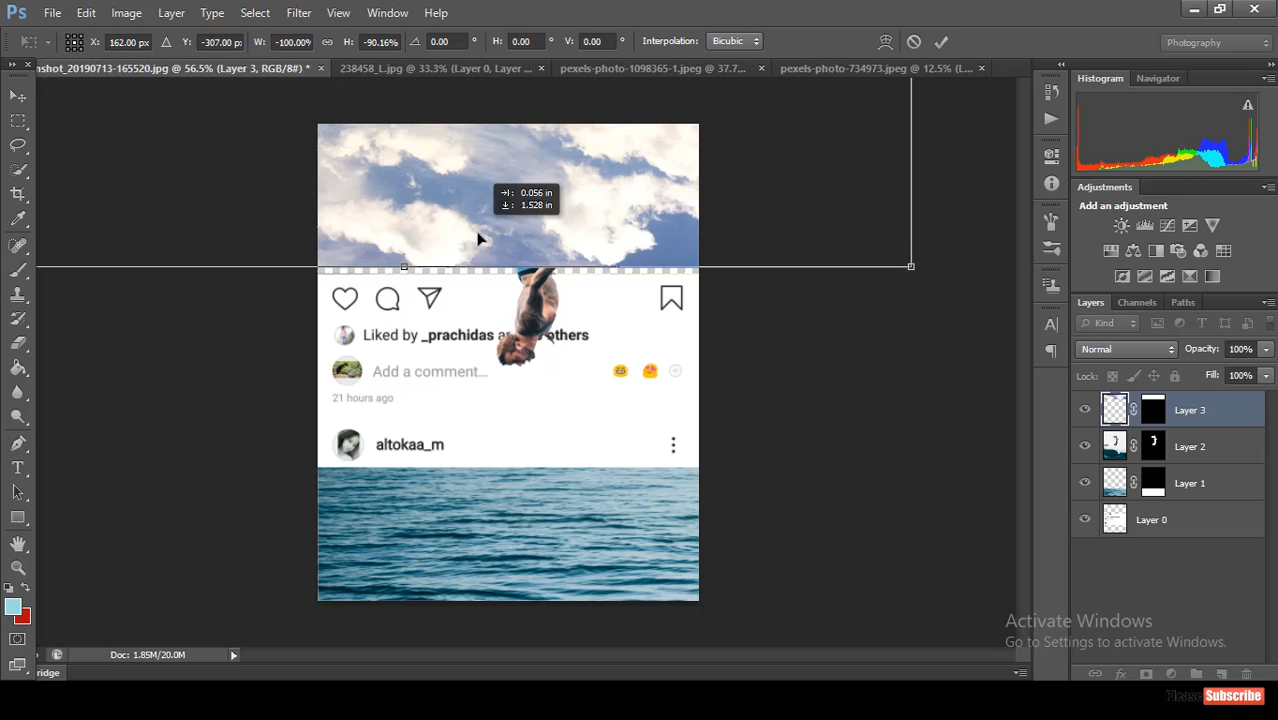 Ps File Edit Image Layer Type Select Filter View Window Help
X: 162.00 px Y: -307.00 px W: -100.00% H: -90.16% 0.00 ° H: 0.00 ° V: 0.00 ° Interpolation: Bicubic Photography
nshot_20190713-165520.jpg @ 56.5% (Layer 3, RGB/8#) * × 238458_L.jpg @ 33.3% (Layer 0, Layer ... × pexels-photo-1098365-1.jpeg @ 37.7... × pexels-photo-734973.jpeg @ 12.5% (L... ×
Histogram Navigator
0.056 in
1.528 in
Adjustments
Add an adjustment
Liked by _prachidas others
Add a comment...
21 hours ago
altokaa_m
Layers Channels Paths
Kind
Normal Opacity: 100%
Lock: Fill: 100%
Layer 3
Layer 2
Layer 1
Layer 0
Activate Windows
Go to Settings to activate Windows.
Doc: 1.85M/20.0M
ridge
Please Subscribe